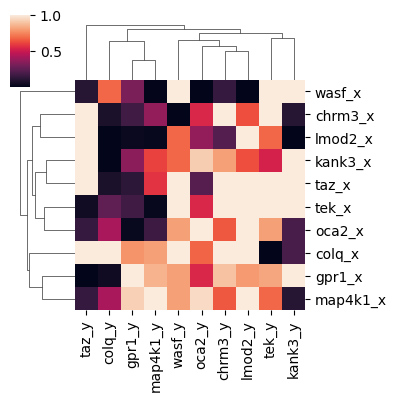 1.0
0.5
wasf_x
chrm3_x
lmod2_x
kank3_x
taz_x
tek_x
oca2_x
colq_x
gpr1_x
map4k1_x
taz_y
colq_y
gpr1_y
map4k1_y
wasf_y
oca2_y
chrm3_y
lmod2_y
tek_y
kank3_y